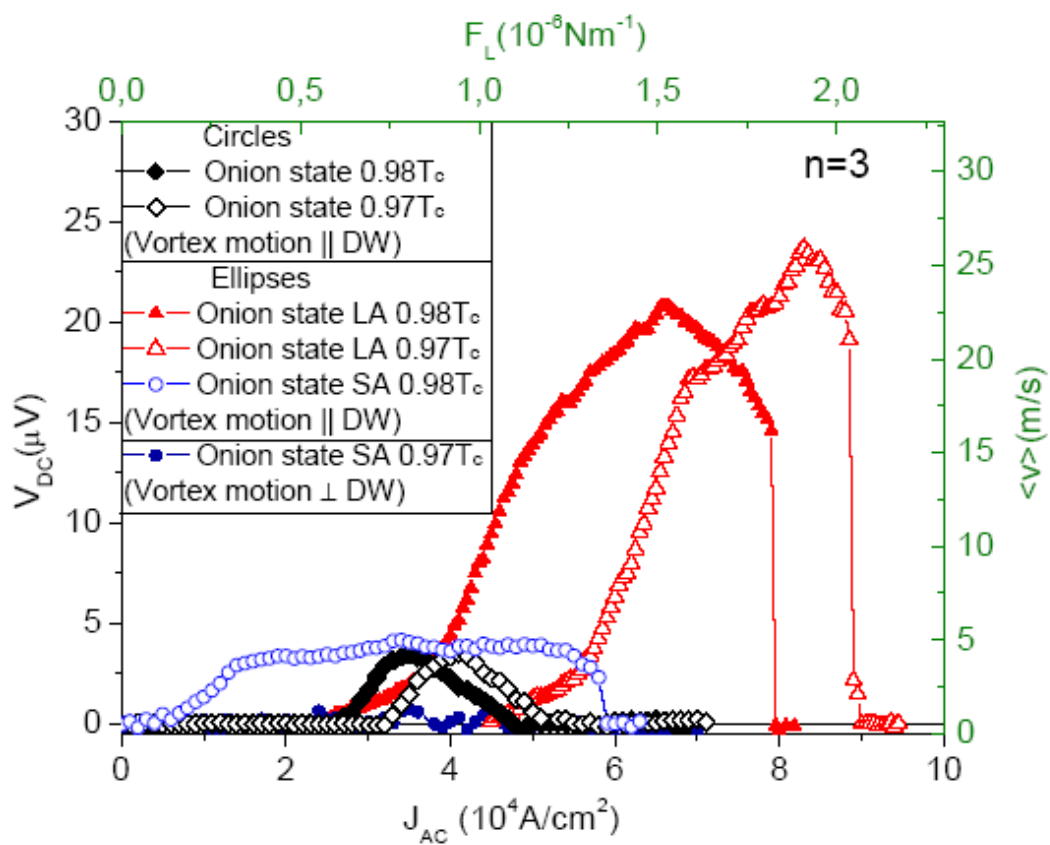 F_L(10⁻⁶Nm⁻¹)
0,0 0,5 1,0 1,5 2,0
Circles
Onion state 0.98Tc
Onion state 0.97Tc
(Vortex motion || DW)
Ellipses
Onion state LA 0.98Tc
Onion state LA 0.97Tc
Onion state SA 0.98Tc
(Vortex motion || DW)
Onion state SA 0.97Tc
(Vortex motion ⊥ DW)
n=3
V_DC(μV)
30
25
20
15
10
5
0
<v>(m/s)
30
25
20
15
10
5
0
0 2 4 6 8 10
J_AC (10⁴A/cm²)